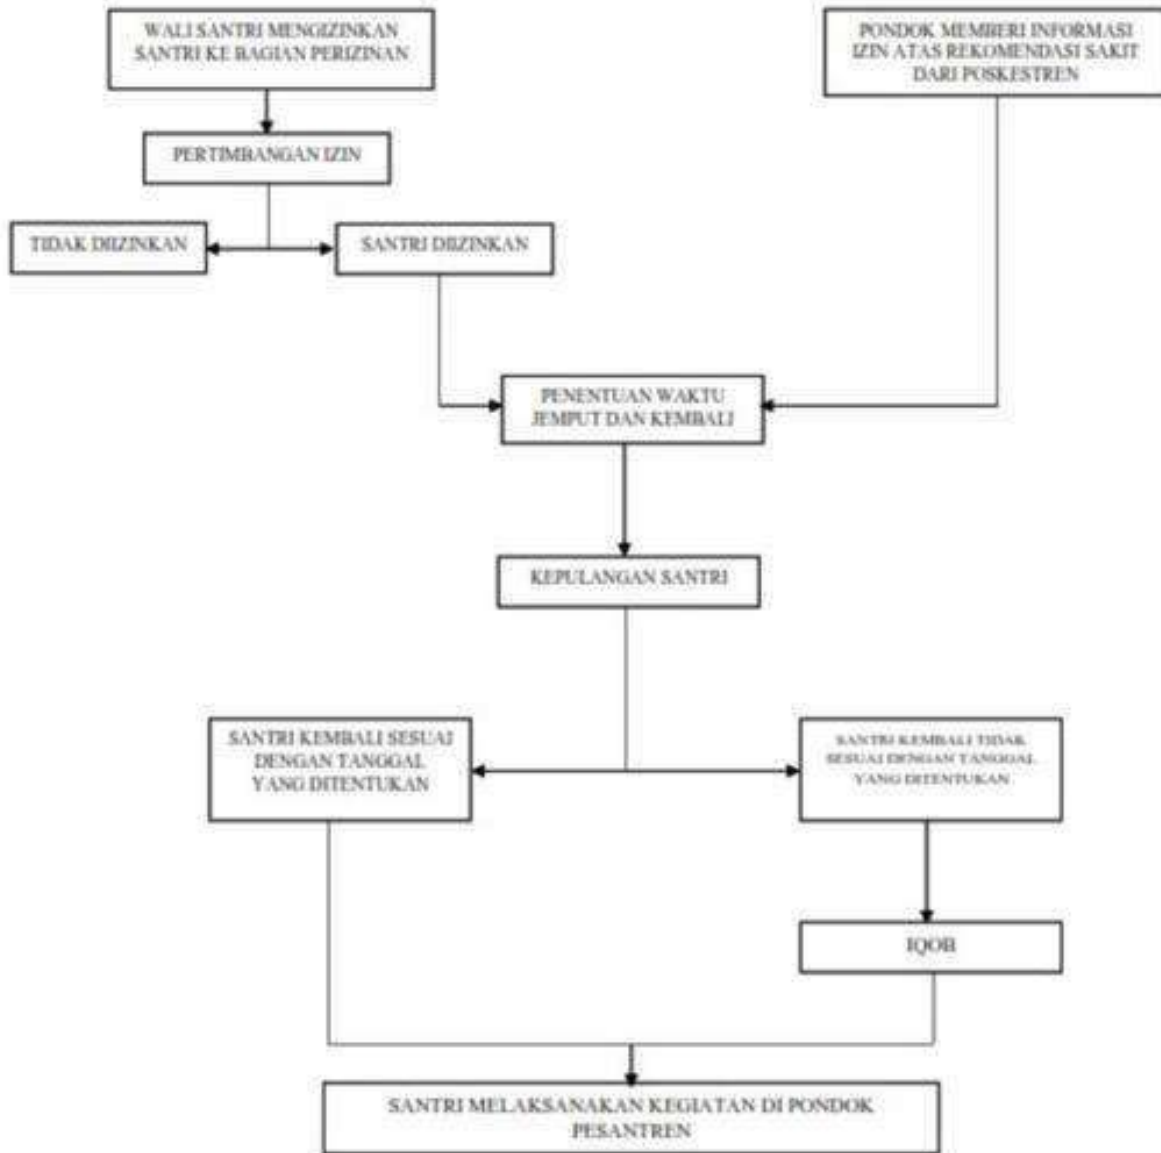 WALI SANTRI MENGIZINKAN
SANTRI KE BAGIAN PERIZINAN
PONDOK MEMBERI INFORMASI
IZIN ATAS REKOMENDASI SAKIT
DARI POSKESTREN
PERTIMBANGAN IZIN
TIDAK DIIZINKAN
SANTRI DIIZINKAN
PENENTUAN WAKTU
JEMPUT DAN KEMBALI
KEPULANGAN SANTRI
SANTRI KEMBALI SESUAI
DENGAN TANGGAL
YANG DITENTUKAN
SANTRI KEMBALI TIDAK
SESUAI DENGAN TANGGAL
YANG DITENTUKAN
IQOB
SANTRI MELAKSANAKAN KEGIATAN DI PONDOK
PESANTREN